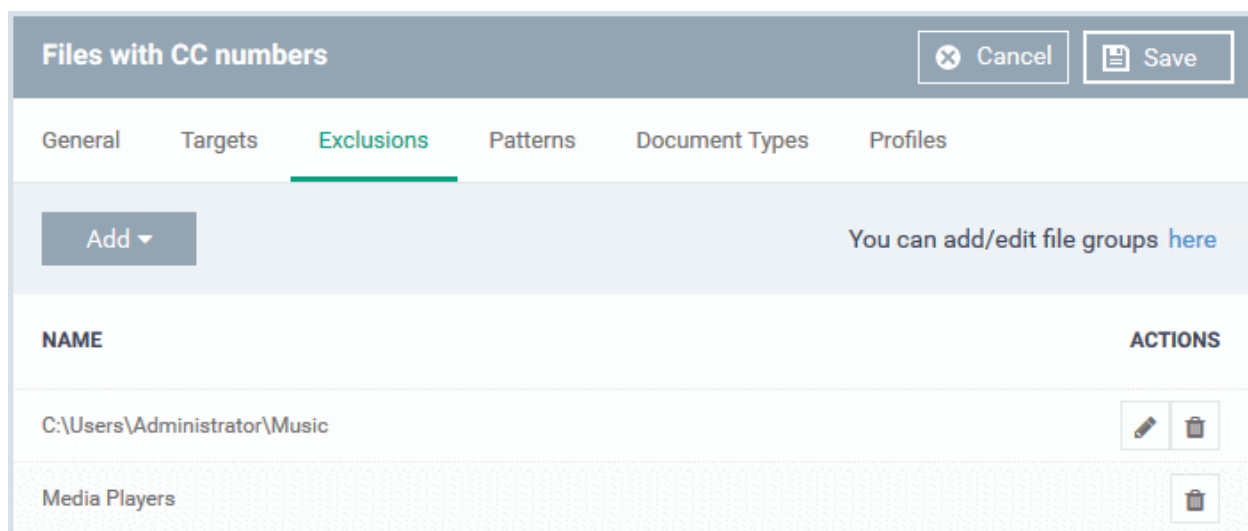 Files with CC numbers
Cancel
Save
General Targets Exclusions Patterns Document Types Profiles
Add
You can add/edit file groups here
NAME ACTIONS
C:\Users\Administrator\Music
Media Players